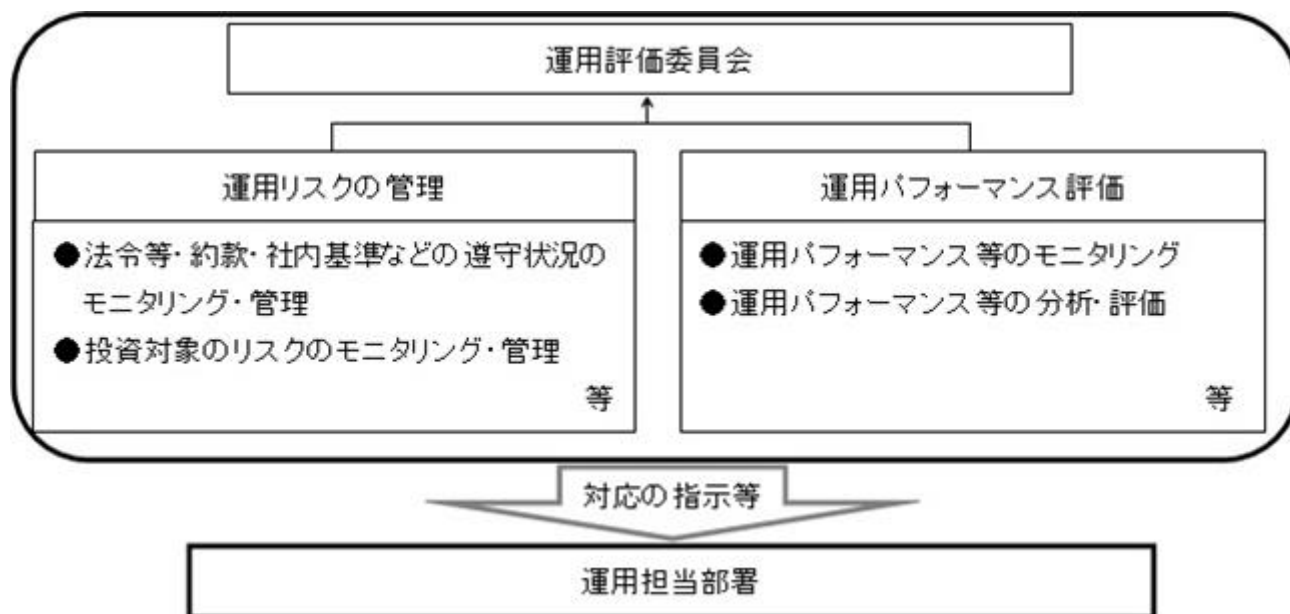 運用評価委員会
運用リスクの管理
●法令等・約款・社内基準などの遵守状況の
モニタリング・管理
●投資対象のリスクのモニタリング・管理
等
運用パフォーマンス評価
●運用パフォーマンス等のモニタリング
●運用パフォーマンス等の分析・評価
等
対応の指示等
運用担当部署